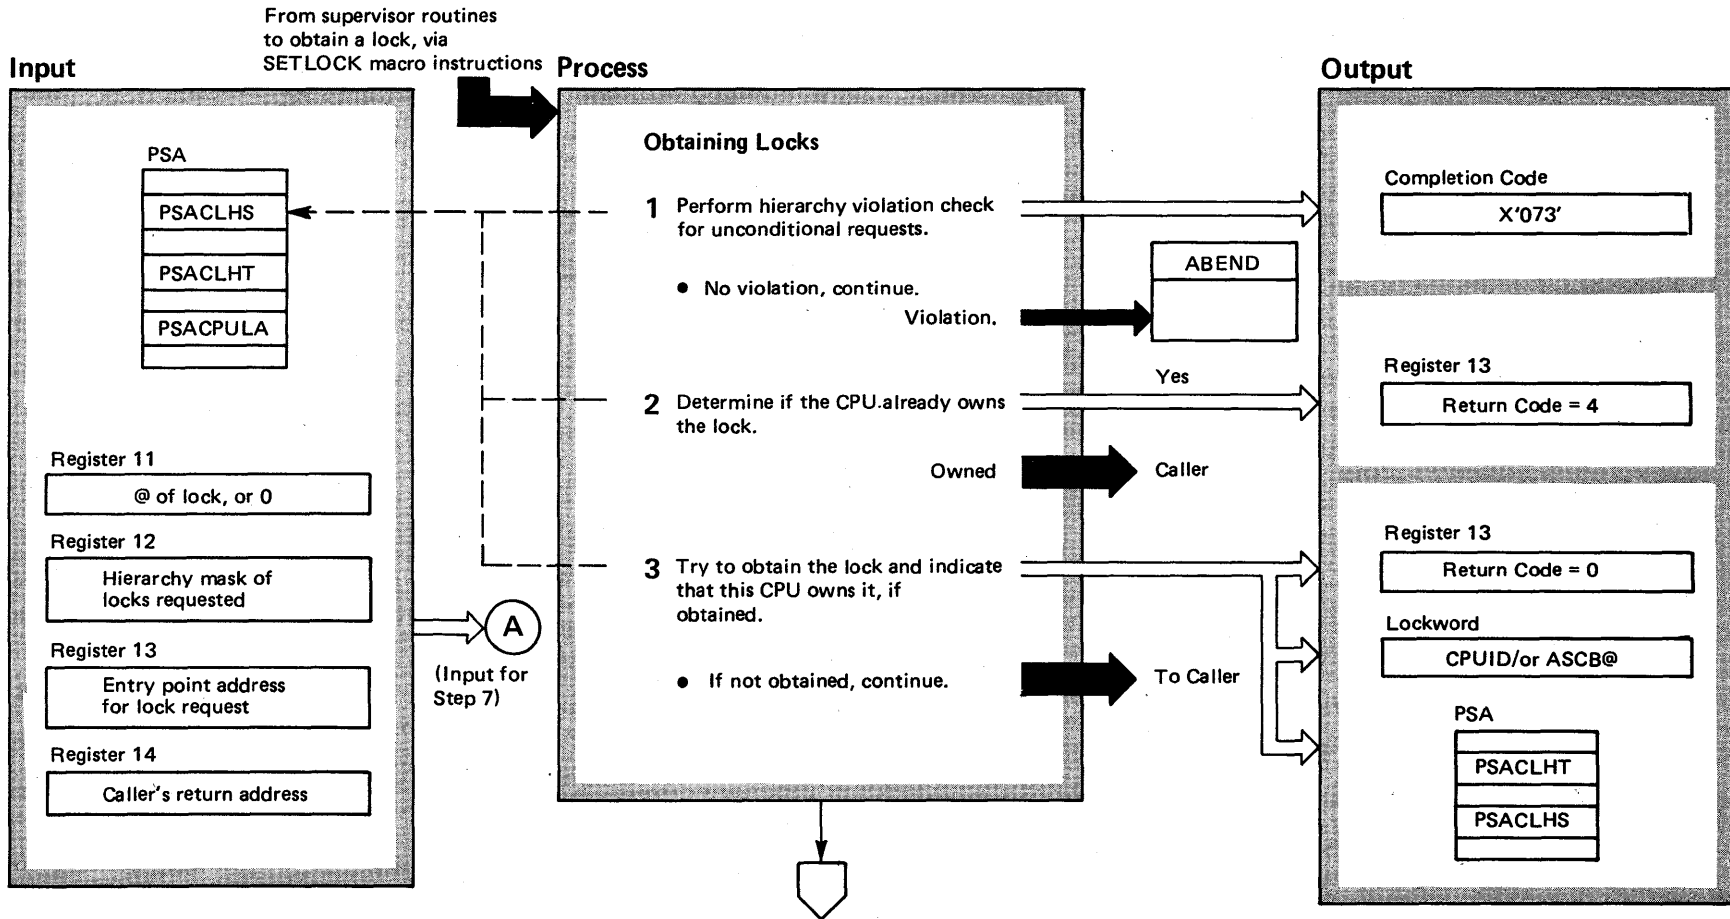 From supervisor routines
to obtain a lock, via
SETLOCK macro instructions
Input
PSA
PSACLHS
PSACLHT
PSACPULA
Register 11
@ of lock, or 0
Register 12
Hierarchy mask of
locks requested
Register 13
Entry point address
for lock request
Register 14
Caller's return address
A
(Input for
Step 7)
Process
Obtaining Locks
1 Perform hierarchy violation check
for unconditional requests.
• No violation, continue.
Violation.
ABEND
2 Determine if the CPU.already owns
the lock.
Yes
Owned
Caller
3 Try to obtain the lock and indicate
that this CPU owns it, if
obtained.
• If not obtained, continue.
To Caller
Output
Completion Code
X'073'
Register 13
Return Code = 4
Register 13
Return Code = 0
Lockword
CPUID/or ASCB@
PSA
PSACLHT
PSACLHS